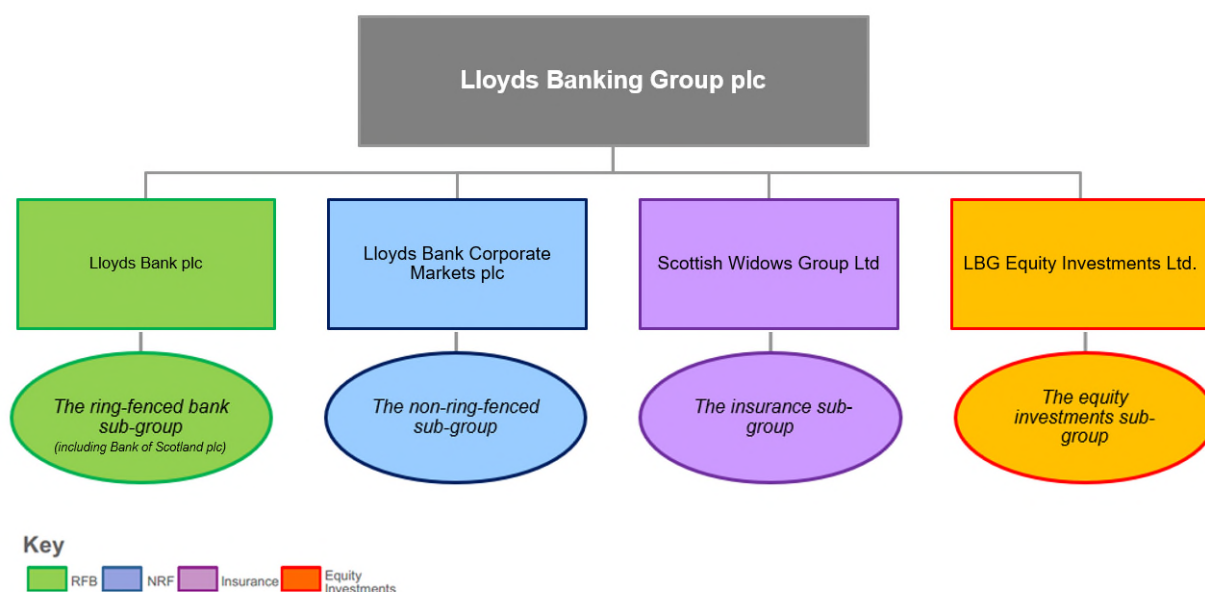 Lloyds Banking Group plc
Lloyds Bank plc
Lloyds Bank Corporate
Markets plc
Scottish Widows Group Ltd
LBG Equity Investments Ltd.
The ring-fenced bank
sub-group
(including Bank of Scotland plc)
The non-ring-fenced
sub-group
The insurance sub-
group
The equity
investments sub-
group
Key
RFB
NRF
Insurance
Equity
Investments